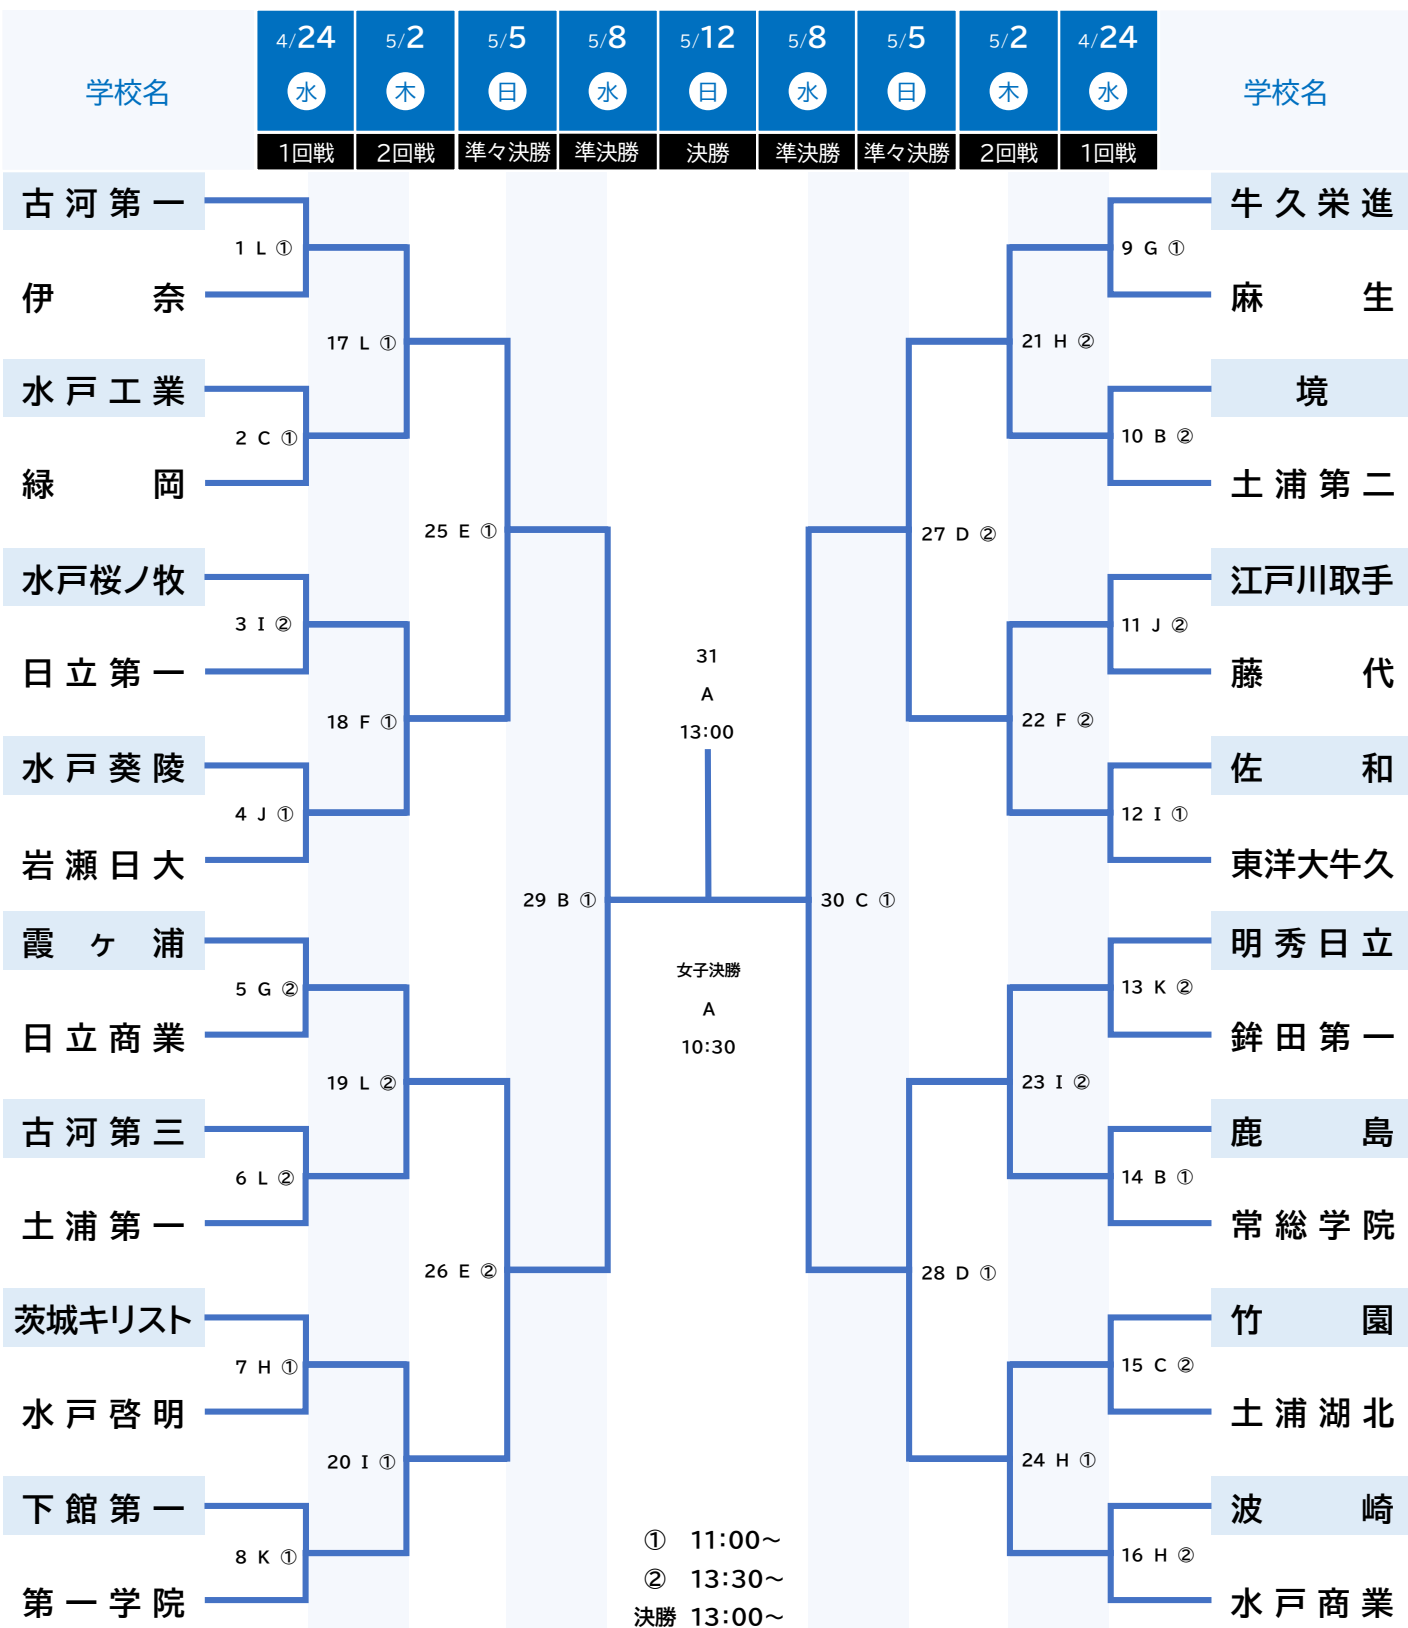 学校名 4/24 5/2 5/5 5/8 5/12 5/8 5/5 5/2 4/24 学校名
水 木 日 水 日 水 日 木 水
1回戦 2回戦 準々決勝 準決勝 決勝 準決勝 準々決勝 2回戦 1回戦
古河第一 牛久栄進
1 L ① 9 G ①
伊奈 麻生
17 L ① 21 H ②
水戸工業 境
2 C ① 10 B ②
緑岡 土浦第二
25 E ① 27 D ②
水戸桜ノ牧 江戸川取手
3 I ② 11 J ②
日立第一 31 藤代
A
18 F ① 13:00 22 F ②
水戸葵陵 佐和
4 J ① 12 I ①
岩瀬日大 東洋大牛久
29 B ① 30 C ①
霞ヶ浦 明秀日立
女子決勝
5 G ② A 13 K ②
日立商業 10:30 鉾田第一
19 L ② 23 I ②
古河第三 鹿島
6 L ② 14 B ①
土浦第一 常総学院
26 E ② 28 D ①
茨城キリスト 竹園
7 H ① 15 C ②
水戸啓明 土浦湖北
20 I ① 24 H ①
下館第一 波崎
① 11:00～
8 K ① 16 H ②
② 13:30～
第一学院 水戸商業
決勝 13:00～